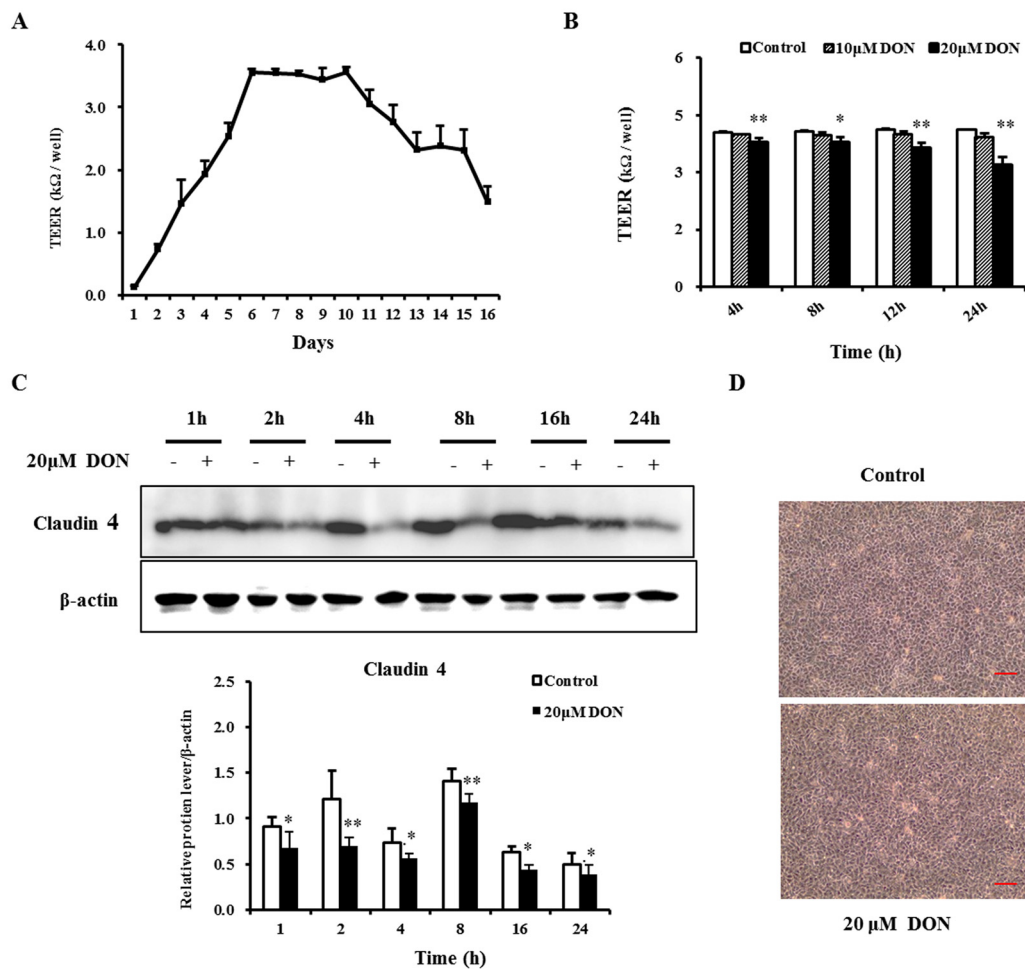 A
4.0
3.0
2.0
1.0
0.0
TEER (kΩ / well)
1 2 3 4 5 6 7 8 9 10 11 12 13 14 15 16
Days
B
Control 10μM DON 20μM DON
6
5
3
2
0
TEER (kΩ / well)
** * ** **
4h 8h 12h 24h
Time (h)
C
1h 2h 4h 8h 16h 24h
20μM DON - + - + - + - + - + - +
Claudin 4
β-actin
Claudin 4
Control
20μM DON
2.5
2.0
1.5
1.0
0.5
0.0
Relative protien lever/β-actin
* ** .* ** * .*
1 2 4 8 16 24
Time (h)
D
Control
20 μM DON